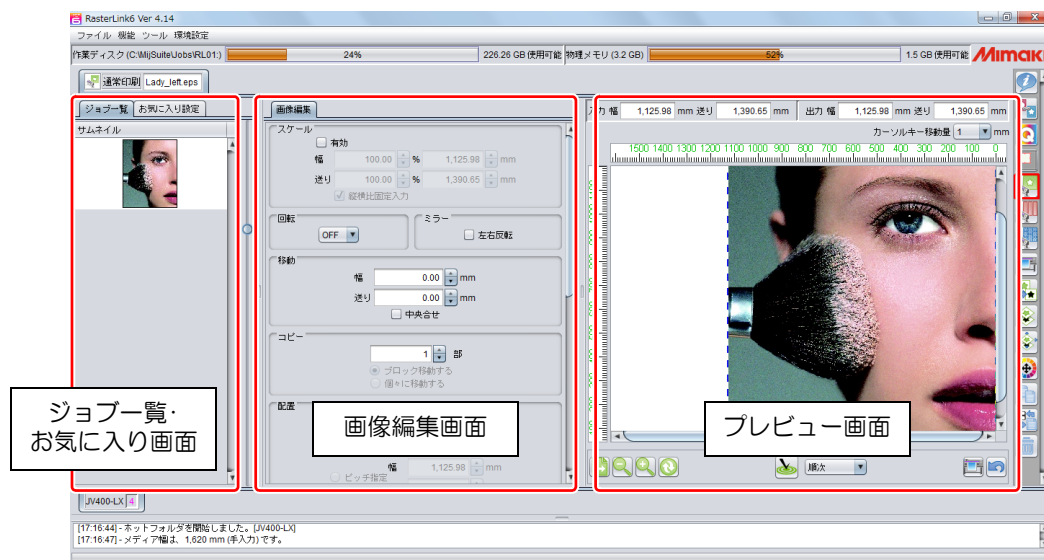 RasterLink6 Ver 4.14
ファイル 機能 ツール 環境設定
作業ディスク (C:\MijSuite\Jobs\RL01:) 24% 226.26 GB (使用可能 物理メモリ (3.2 GB) 52% 1.5 GB (使用可能 Mimaki
通常印刷 Lady_left.eps
ジョブ一覧 お気に入り設定
サムネイル
画像編集
スケール
有効
幅 100.00 % 1,125.98 mm
送り 100.00 % 1,390.65 mm
縦横比固定入力
回転
OFF
ミラー
左右反転
移動
幅 0.00 mm
送り 0.00 mm
中央合せ
コピー
1 部
ブロック移動する
個々に移動する
配置
幅 1,125.98 mm
ピッチ指定
入力 幅 1,125.98 mm 送り 1,390.65 mm 出力 幅 1,125.98 mm 送り 1,390.65 mm
カーソルキー移動量 1 mm
1500 1400 1300 1200 1100 1000 900 800 700 600 500 400 300 200 100 0
順次
ジョブ一覧・
お気に入り画面
画像編集画面
プレビュー画面
JV400-LX 4
[17:16:44] - ホットフォルダを開始しました。[JV400-LX]
[17:16:47] - メディア幅は、1,620 mm (手入力) です。